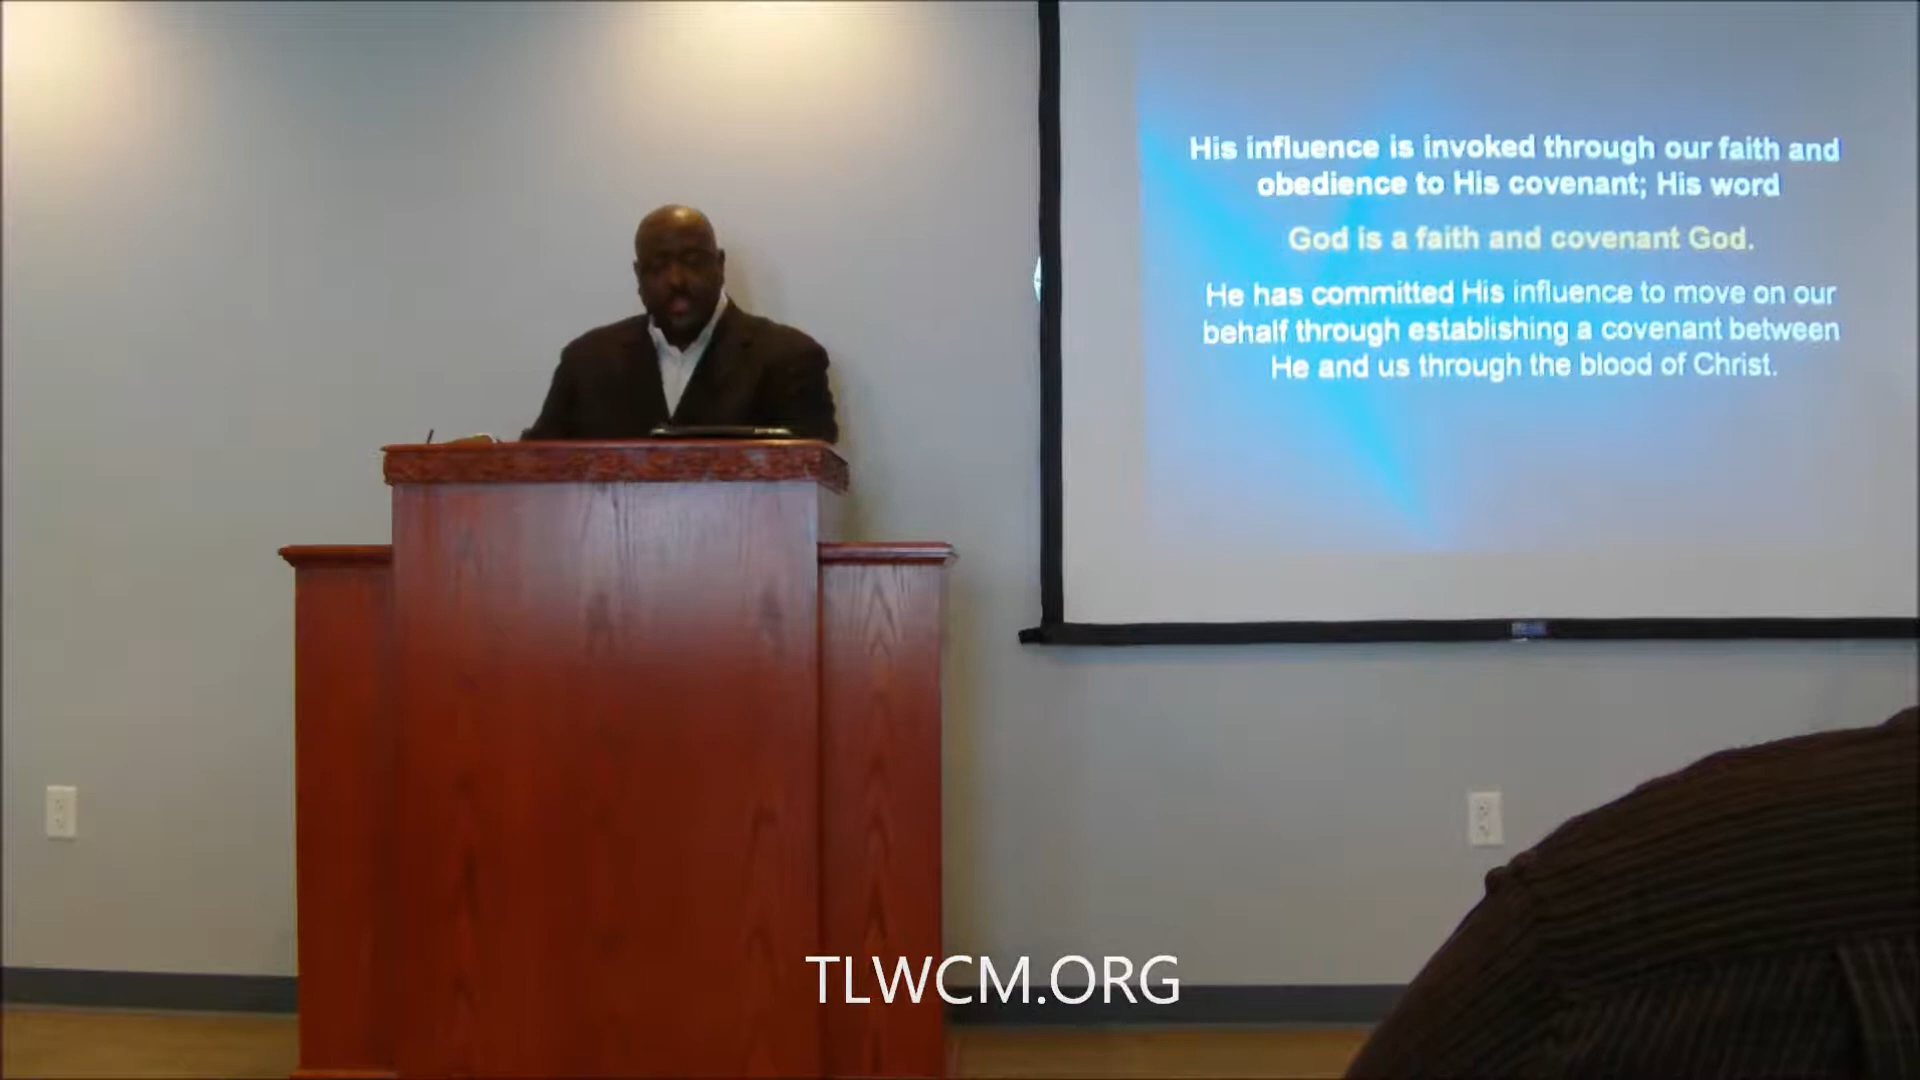 His influence is invoked through our faith and
obedience to His covenant; His word
God is a faith and covenant God.
He has committed His influence to move on our
behalf through establishing a covenant between
He and us through the blood of Christ.
TLWCM.ORG